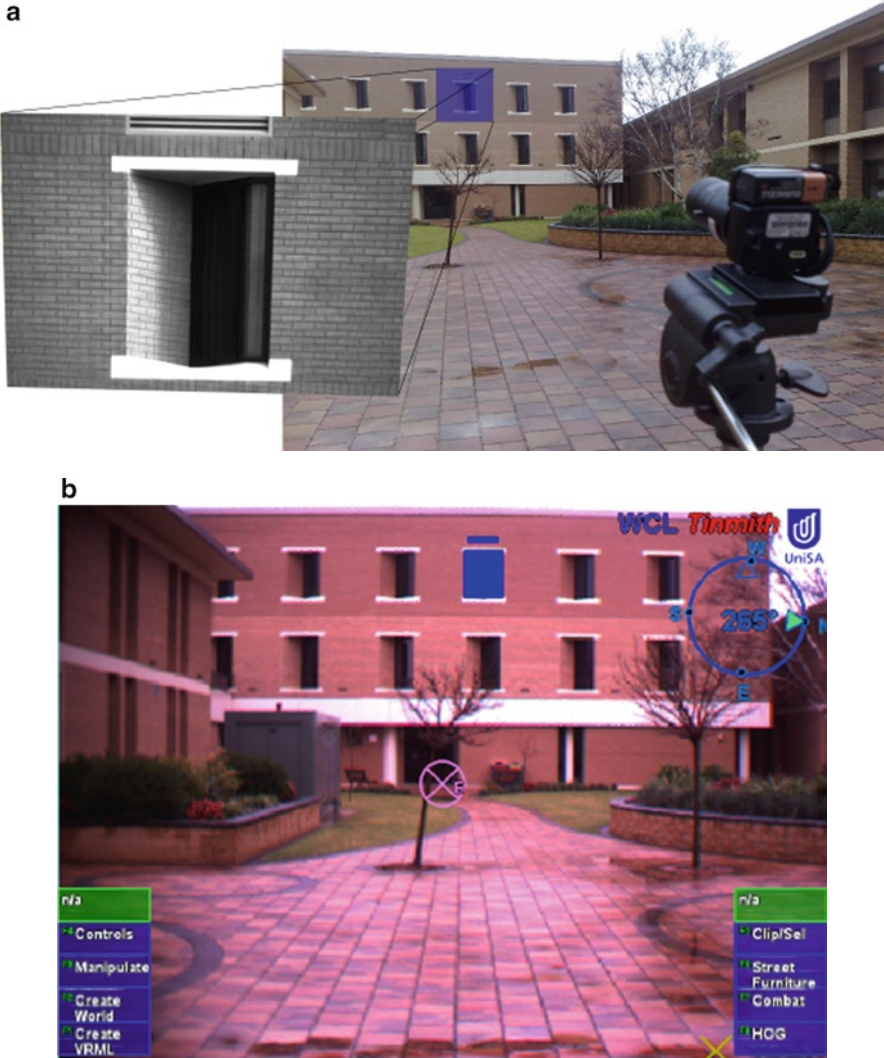 a
b
WCL Tinmith
UniSA
W
S
265°
N
E
F
n/a
Controls
Manipulate
Create
World
Create
VRML
n/a
Clip/Sel
Street
Furniture
Combat
HOG